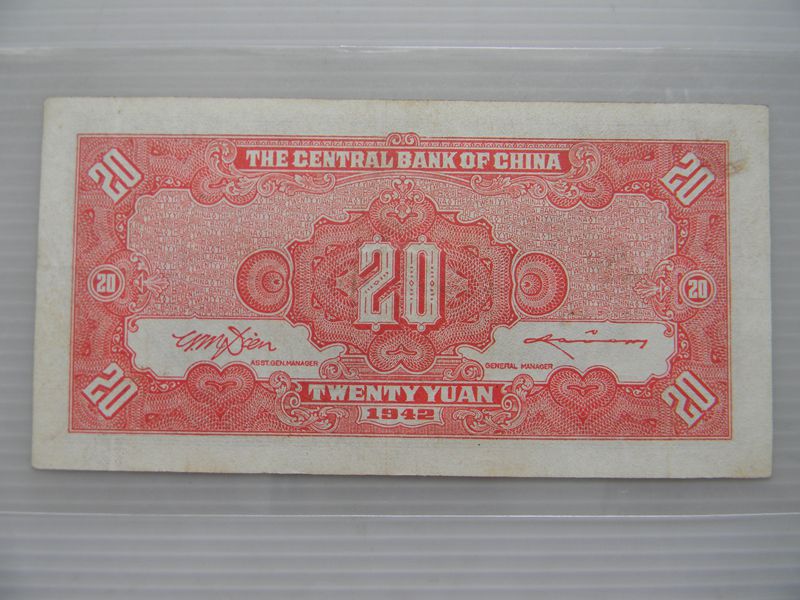 THE CENTRAL BANK OF CHINA
20 20
20 20 20
ASST. GEN. MANAGER GENERAL MANAGER
20 20
TWENTY YUAN
1942